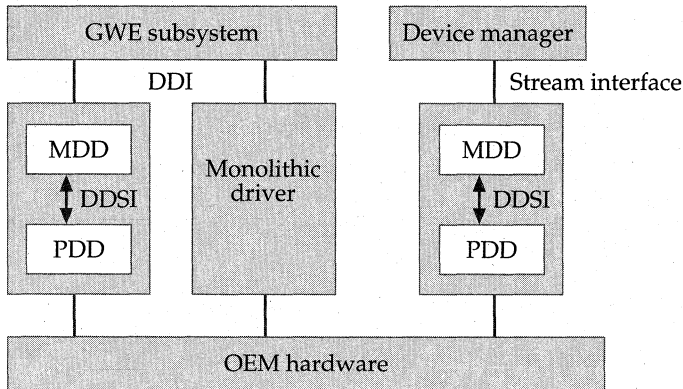 GWE subsystem
Device manager
DDI
Stream interface
MDD
DDSI
PDD
Monolithic
driver
MDD
DDSI
PDD
OEM hardware